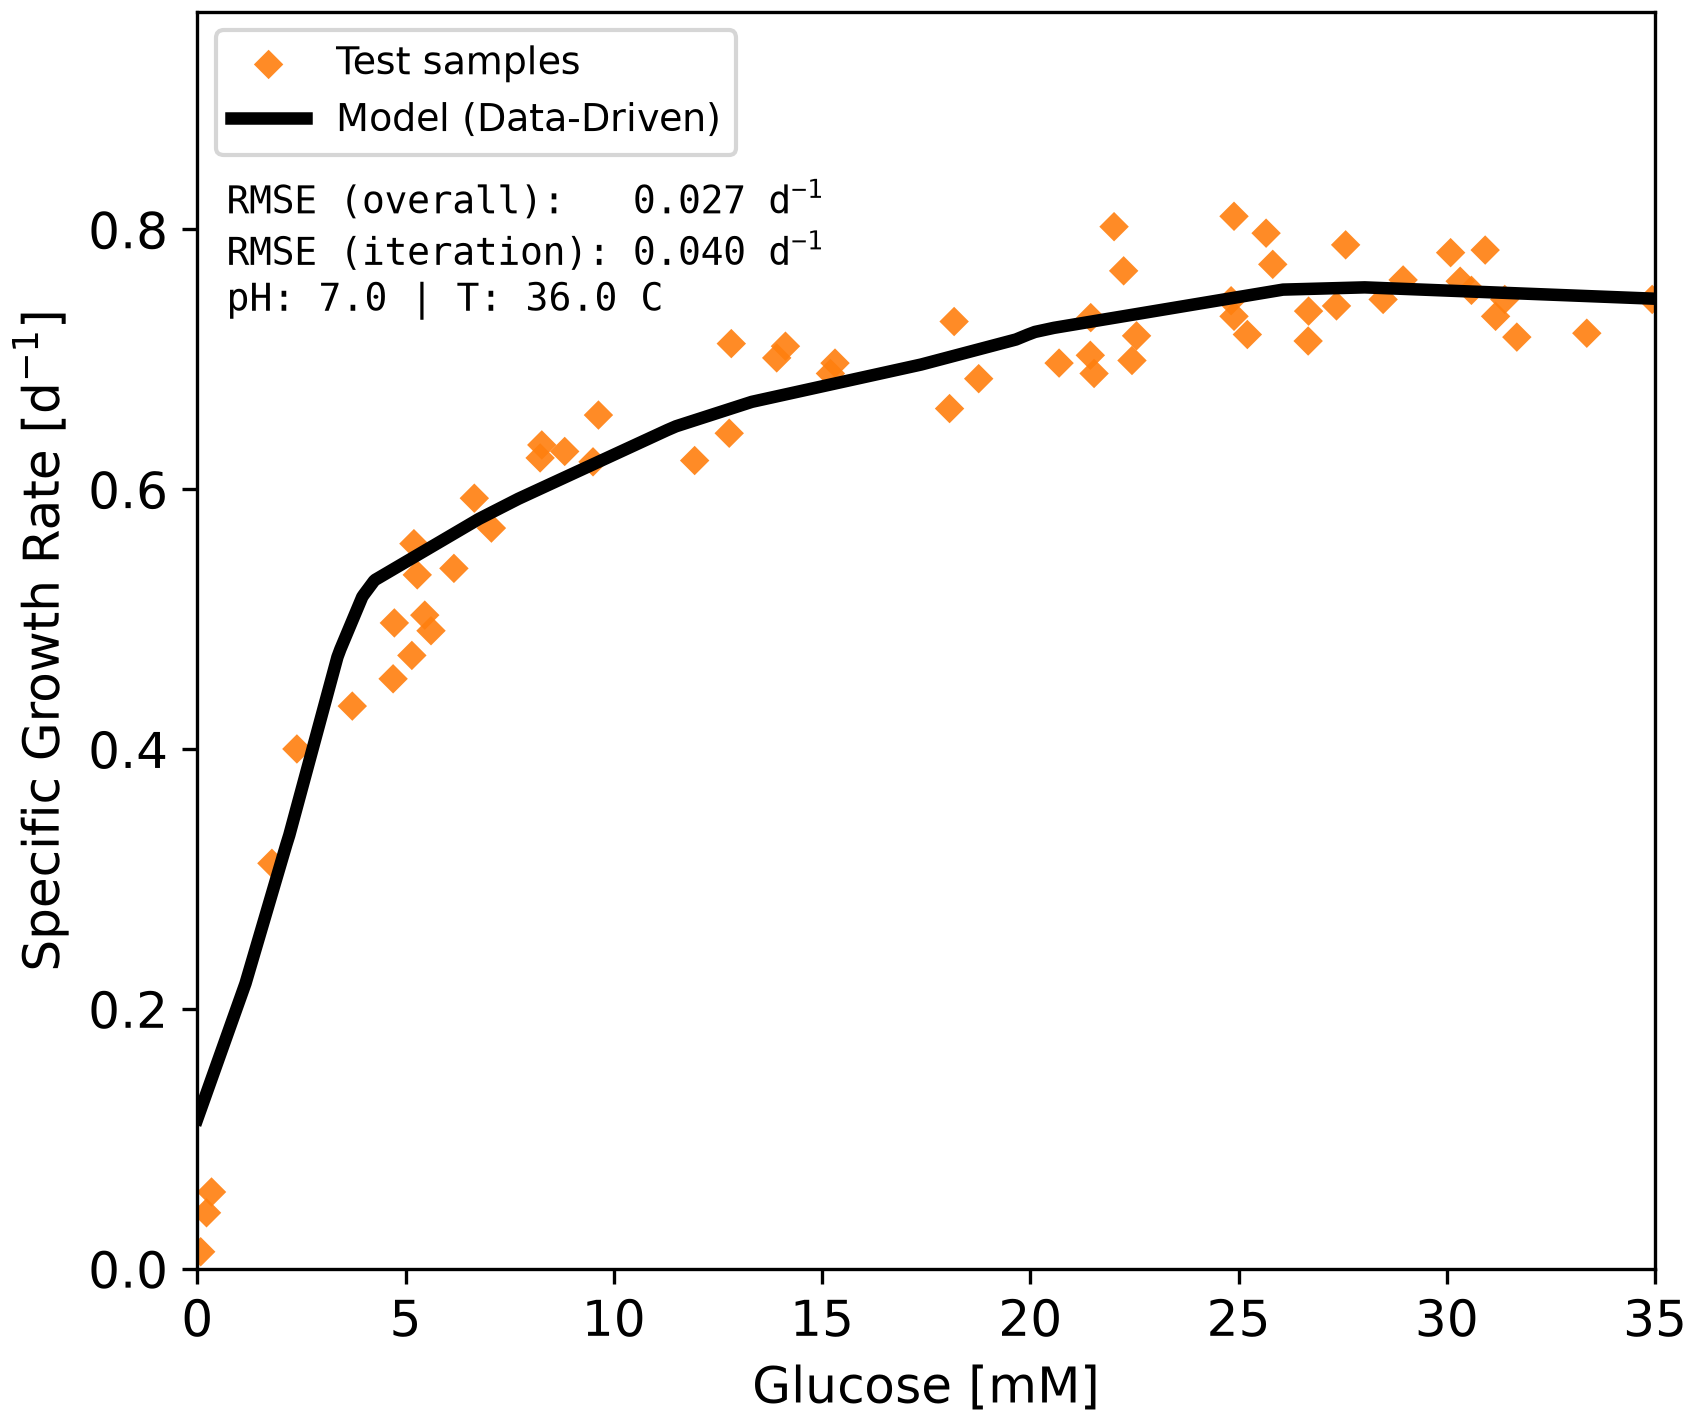 Test samples
Model (Data-Driven)
RMSE (overall):   0.027 d⁻¹
RMSE (iteration): 0.040 d⁻¹
pH: 7.0 | T: 36.0 C
Specific Growth Rate [d⁻¹]
0.8
0.6
0.4
0.2
0.0
0 5 10 15 20 25 30 35
Glucose [mM]